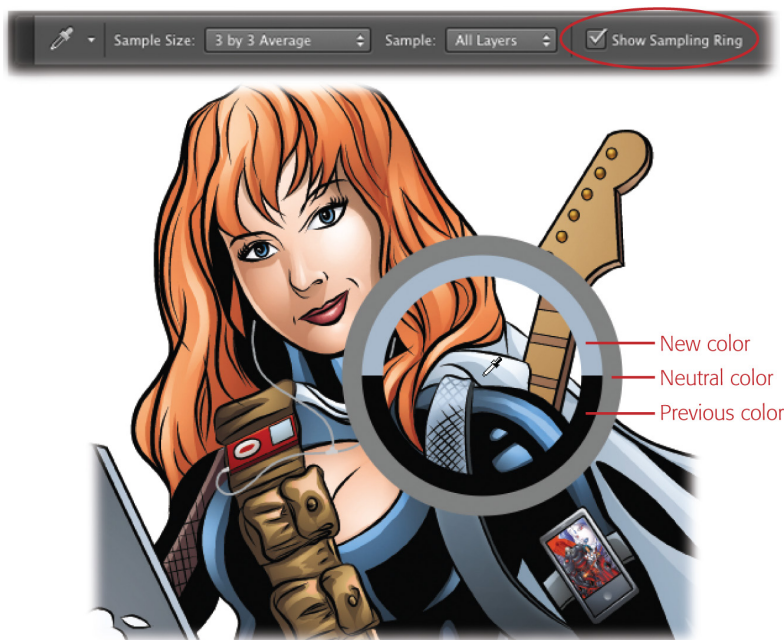 Sample Size: 3 by 3 Average Sample: All Layers Show Sampling Ring
New color
Neutral color
Previous color